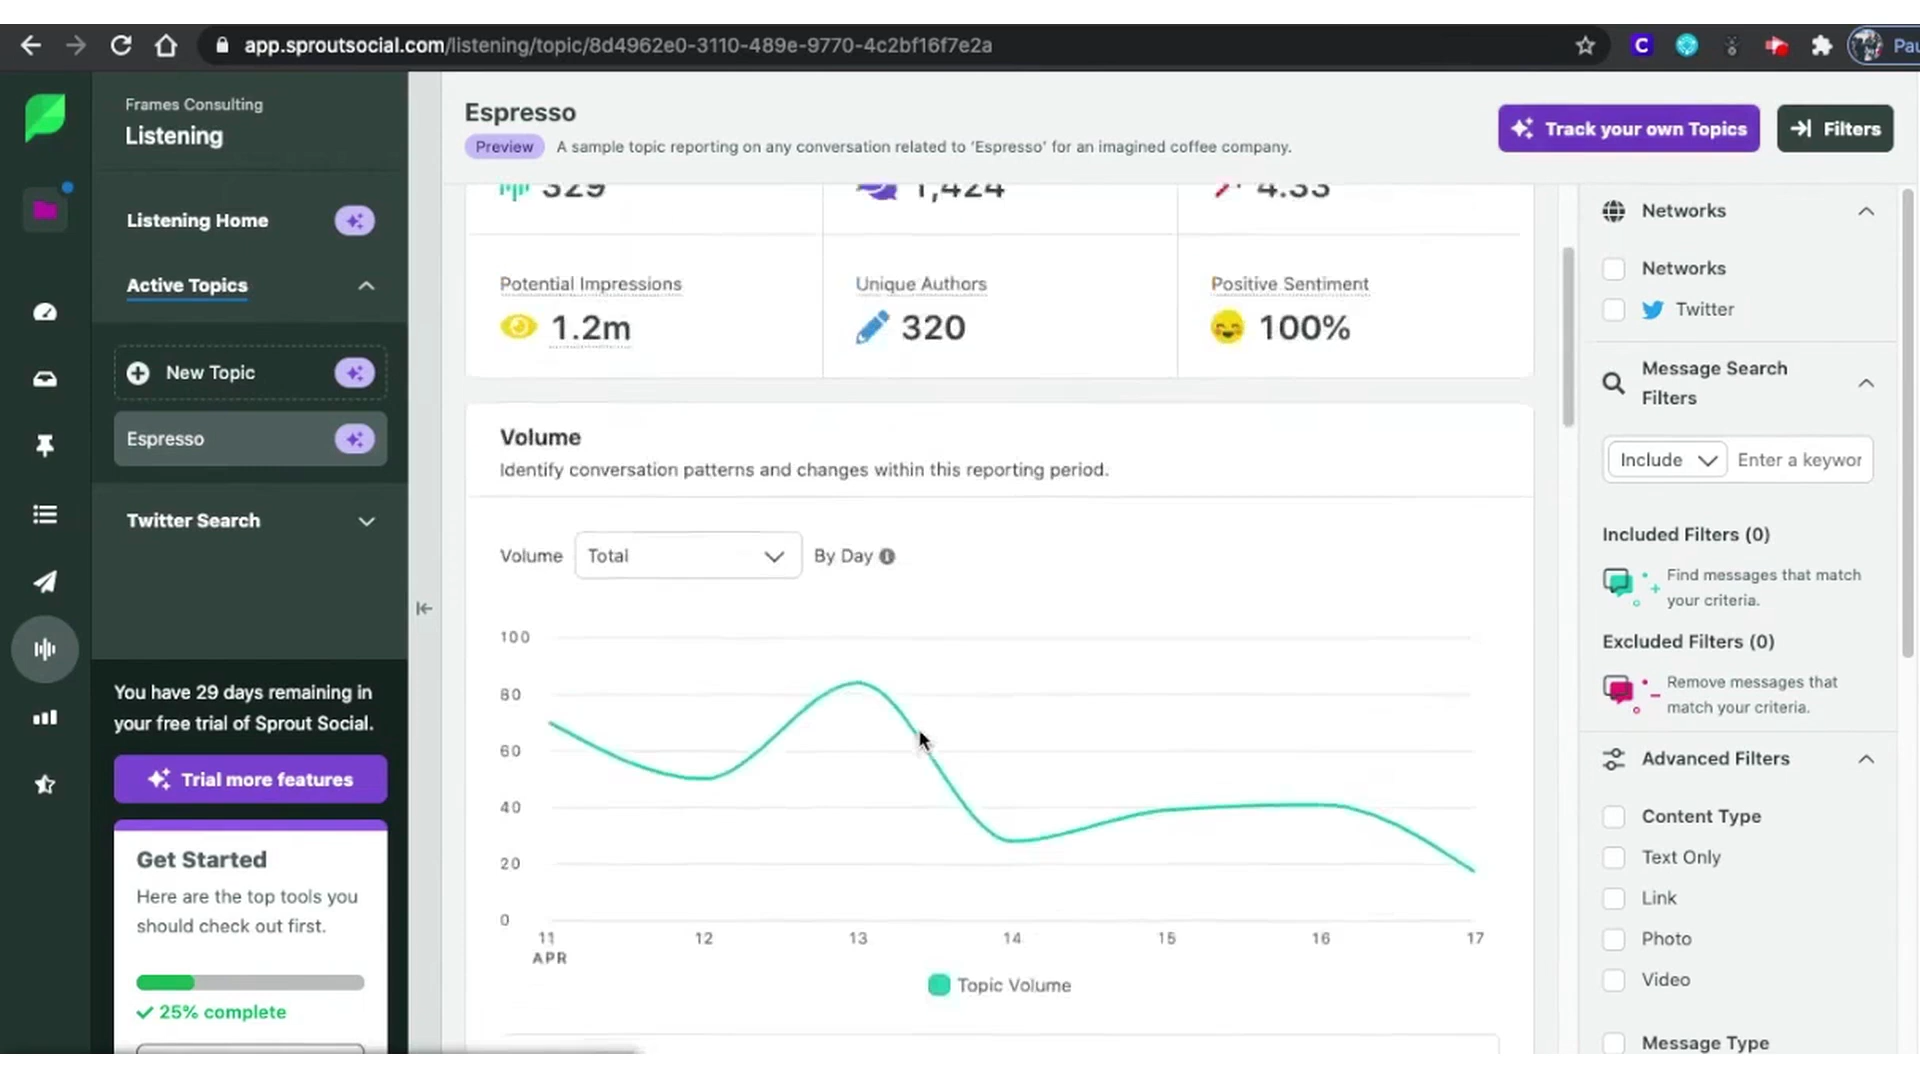 app.sproutsocial.com/listening/topic/8d4962e0-3110-489e-9770-4c2bf16f7e2a
C
Pau
Frames Consulting
Listening
Listening Home
Active Topics
New Topic
Espresso
Twitter Search
You have 29 days remaining in
your free trial of Sprout Social.
Trial more features
Get Started
Here are the top tools you
should check out first.
25% complete
Espresso
Preview
A sample topic reporting on any conversation related to ‘Espresso’ for an imagined coffee company.
Track your own Topics
Filters
329
1,424
4.33
Potential Impressions
1.2m
Unique Authors
320
Positive Sentiment
100%
Volume
Identify conversation patterns and changes within this reporting period.
Volume
Total
By Day
100
80
60
40
20
0
11
APR
12
13
14
15
16
17
Topic Volume
Networks
Networks
Twitter
Message Search
Filters
Include
Enter a keywor
Included Filters (0)
Find messages that match
your criteria.
Excluded Filters (0)
Remove messages that
match your criteria.
Advanced Filters
Content Type
Text Only
Link
Photo
Video
Message Type